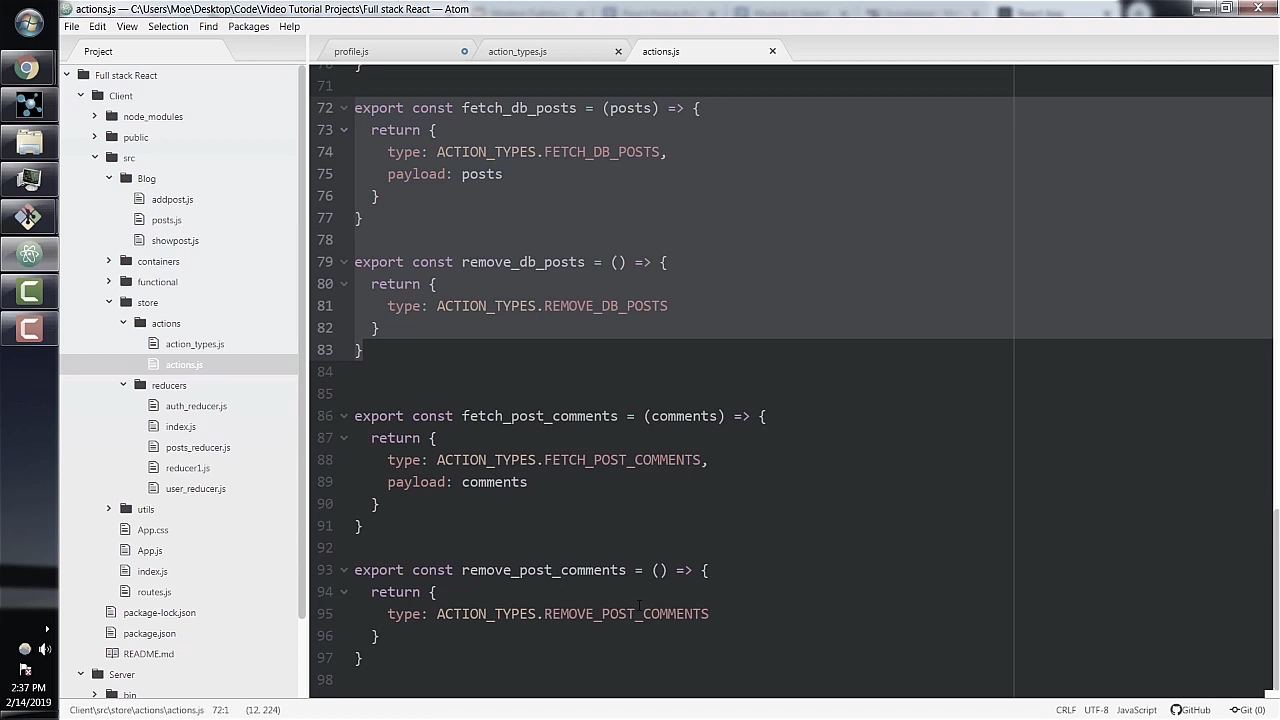 actions.js — C:\Users\Moe\Desktop\Code\Video Tutorial Projects\Full stack React — Atom
File Edit View Selection Find Packages Help
Project
profile.js
action_types.js
actions.js
Full stack React
Client
node_modules
public
src
Blog
addpost.js
posts.js
showpost.js
containers
functional
store
actions
action_types.js
actions.js
reducers
auth_reducer.js
index.js
posts_reducer.js
reducer1.js
user_reducer.js
utils
App.css
App.js
index.js
routes.js
package-lock.json
package.json
README.md
Server
bin
}
71
72 export const fetch_db_posts = (posts) => {
73 return {
74 type: ACTION_TYPES.FETCH_DB_POSTS,
75 payload: posts
76 }
77 }
78
79 export const remove_db_posts = () => {
80 return {
81 type: ACTION_TYPES.REMOVE_DB_POSTS
82 }
83 }
84
85
86 export const fetch_post_comments = (comments) => {
87 return {
88 type: ACTION_TYPES.FETCH_POST_COMMENTS,
89 payload: comments
90 }
91 }
92
93 export const remove_post_comments = () => {
94 return {
95 type: ACTION_TYPES.REMOVE_POST_COMMENTS
96 }
97 }
98
2:37 PM
2/14/2019
Client\src\store\actions\actions.js 72:1 (12, 224)
CRLF UTF-8 JavaScript GitHub Git (0)